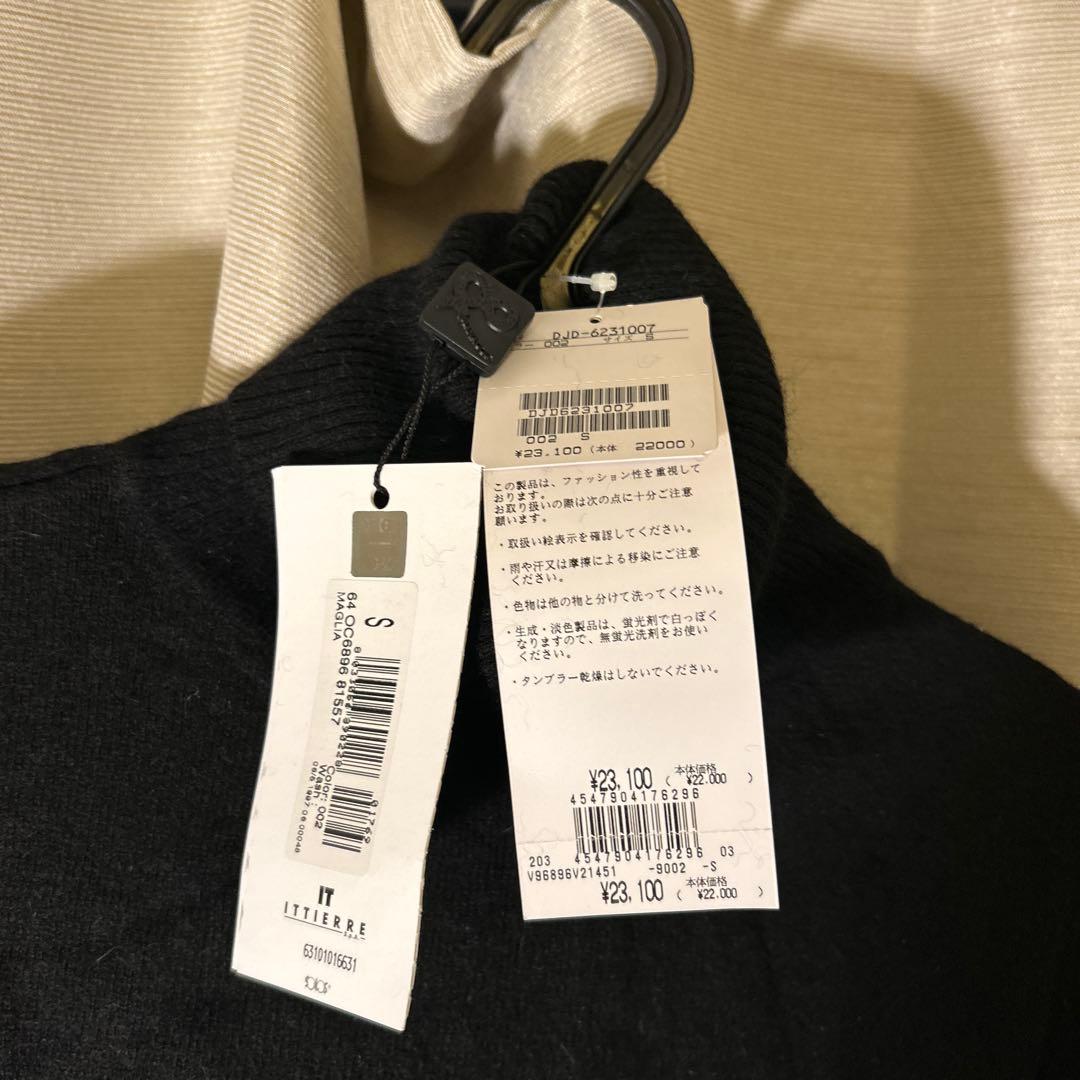 DJD-6231007
002 サイズ S
DJD6231007
002 S
¥23.100 (本体 22000)
この製品は、ファッション性を重視して
おります。
お取り扱いの際は次の点に十分ご注意
願います。
・取扱い絵表示を確認してください。
・雨や汗又は摩擦による移染にご注意
ください。
・色物は他の物と分けて洗ってください。
・生成・淡色製品は、蛍光剤で白っぽく
なりますので、無蛍光洗剤をお使い
ください。
・タンブラー乾燥はしないでください。
¥23,100 (本体価格 ¥22.000)
4547904176296
203 4547904176296 03
V96896V21451 -9002 -S
¥23,100 (本体価格 ¥22.000)
S
64 OC6896 81557
MAGLIA
Color: 002
Wash : 002
01769
IT
ITTIERRE
S.p.A.
63101016631